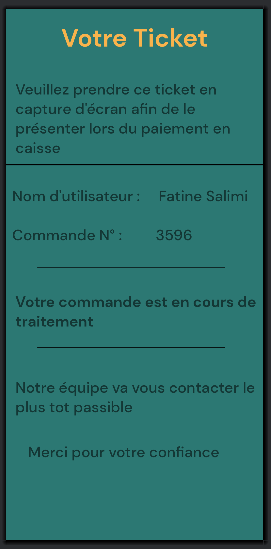 Votre Ticket
Veuillez prendre ce ticket en
capture d'écran afin de le
présenter lors du paiement en
caisse
Nom d'utilisateur : Fatine Salimi
Commande N° : 3596
Votre commande est en cours de
traitement
Notre équipe va vous contacter le
plus tot passible
Merci pour votre confiance